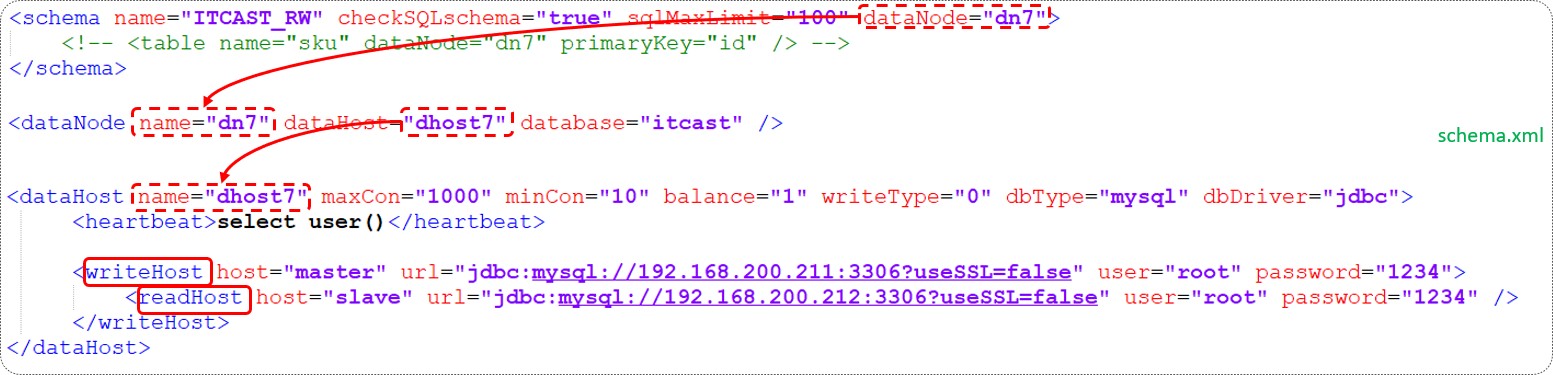 <schema name="ITCAST_RW" checkSQLschema="true" sqlMaxLimit="100" dataNode="dn7">
<!-- <table name="sku" dataNode="dn7" primaryKey="id" /> -->
</schema>
<dataNode name="dn7" dataHost="dhost7" database="itcast" />
schema.xml
<dataHost name="dhost7" maxCon="1000" minCon="10" balance="1" writeType="0" dbType="mysql" dbDriver="jdbc">
<heartbeat>select user()</heartbeat>
<writeHost host="master" url="jdbc:mysql://192.168.200.211:3306?useSSL=false" user="root" password="1234">
<readHost host="slave" url="jdbc:mysql://192.168.200.212:3306?useSSL=false" user="root" password="1234" />
</writeHost>
</dataHost>